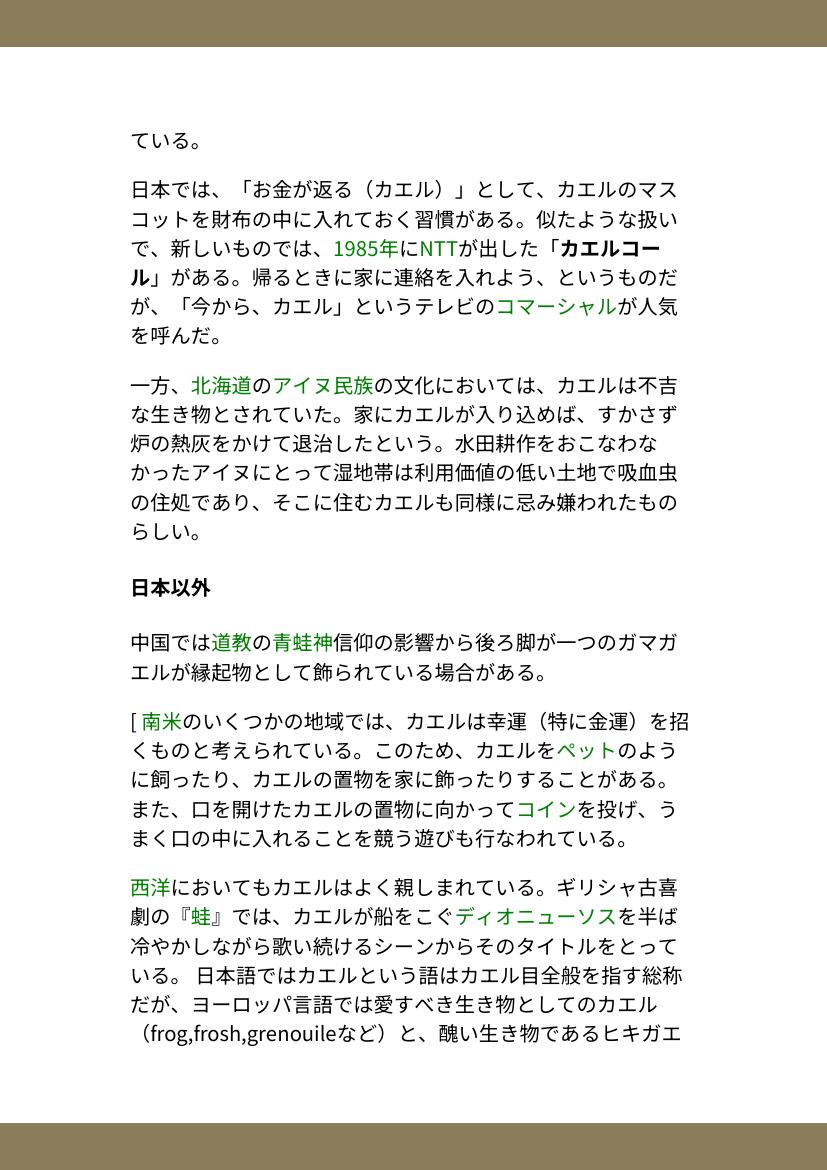 ている。
日本では、「お金が返る（カエル）」として、カエルのマス
コットを財布の中に入れておく習慣がある。似たような扱い
で、新しいものでは、1985年にNTTが出した「カエルコー
ル」がある。帰るときに家に連絡を入れよう、というものだ
が、「今から、カエル」というテレビのコマーシャルが人気
を呼んだ。
一方、北海道のアイヌ民族の文化においては、カエルは不吉
な生き物とされていた。家にカエルが入り込めば、すかさず
炉の熱灰をかけて退治したという。水田耕作をおこなわな
かったアイヌにとって湿地帯は利用価値の低い土地で吸血虫
の住処であり、そこに住むカエルも同様に忌み嫌われたもの
らしい。
日本以外
中国では道教の青蛙神信仰の影響から後ろ脚が一つのガマガ
エルが縁起物として飾られている場合がある。
[ 南米のいくつかの地域では、カエルは幸運（特に金運）を招
くものと考えられている。このため、カエルをペットのよう
に飼ったり、カエルの置物を家に飾ったりすることがある。
また、口を開けたカエルの置物に向かってコインを投げ、う
まく口の中に入れることを競う遊びも行なわれている。
西洋においてもカエルはよく親しまれている。ギリシャ古喜
劇の『蛙』では、カエルが船をこぐディオニューソスを半ば
冷やかしながら歌い続けるシーンからそのタイトルをとって
いる。 日本語ではカエルという語はカエル目全般を指す総称
だが、ヨーロッパ言語では愛すべき生き物としてのカエル
（frog,frosh,grenouileなど）と、醜い生き物であるヒキガエ